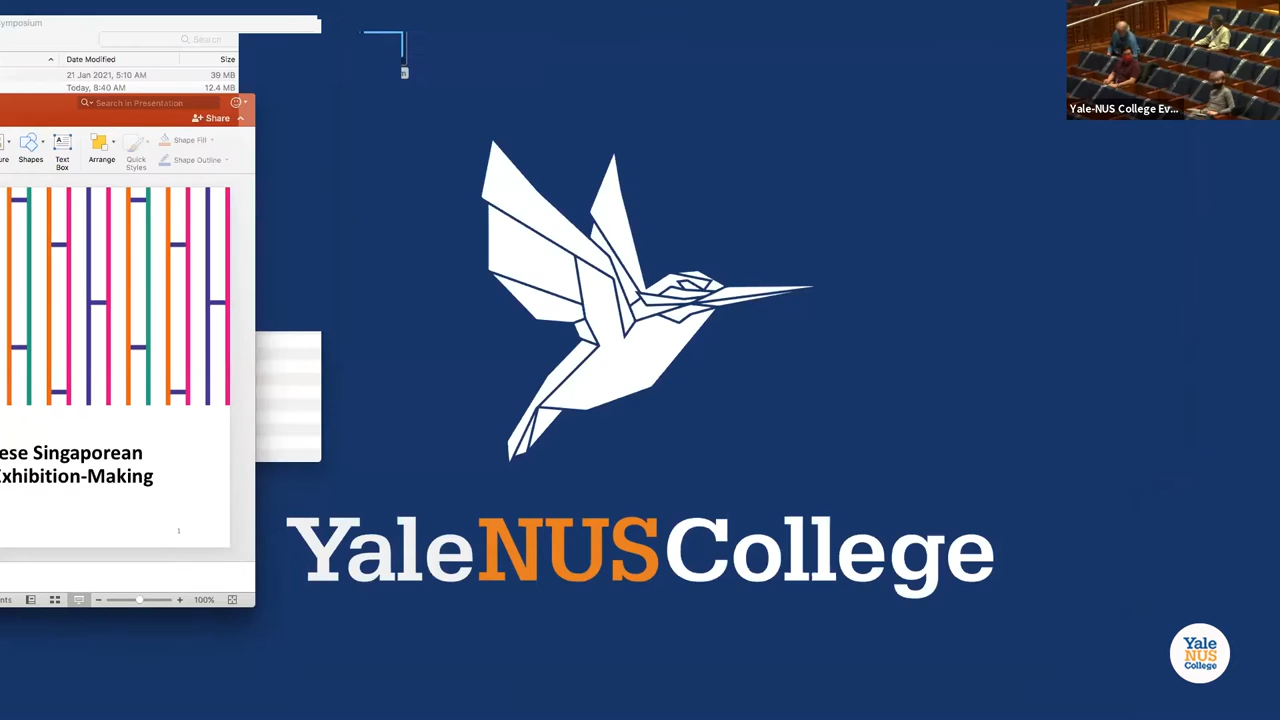 ymposium
Search
Date Modified
Size
21 Jan 2021, 5:10 AM
39 MB
Today, 8:40 AM
12.4 MB
Search in Presentation
Share
Shapes
Text
Box
Arrange
Quick
Styles
Shape Fill
Shape Outline
ese Singaporean
Exhibition-Making
1
100%
Yale-NUS College Ev...
YaleNUSCollege
Yale
NUS
College